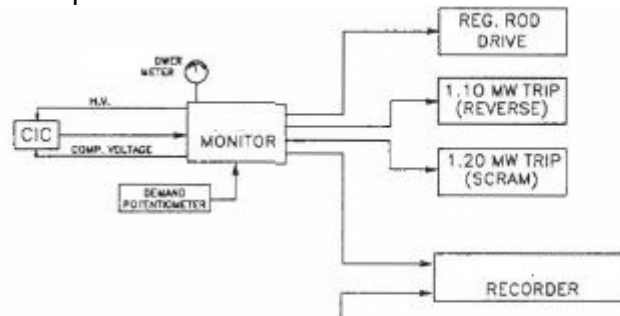 REG. ROD
DRIVE
OWER
METER
H.V.
1.10 MW TRIP
(REVERSE)
CIC
MONITOR
COMP. VOLTAGE
1.20 MW TRIP
(SCRAM)
DEMAND
POTENTIOMETER
RECORDER